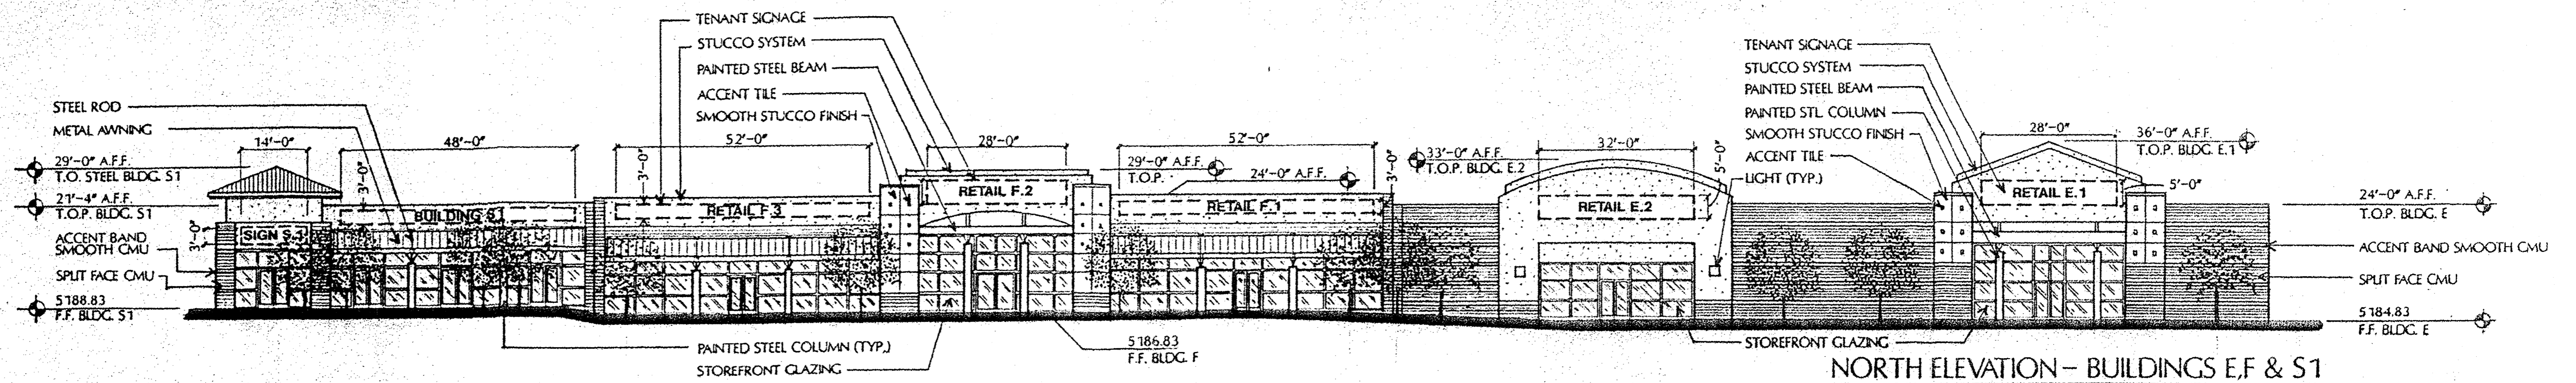 TENANT SIGNAGE
STUCCO SYSTEM
PAINTED STEEL BEAM
ACCENT TILE
SMOOTH STUCCO FINISH
STEEL ROD
METAL AWNING
14'-0"
48'-0"
52'-0"
28'-0"
52'-0"
29'-0" A.F.F.
T.O. STEEL BLDG. S1
21'-4" A.F.F.
T.O.P. BLDG. S1
ACCENT BAND
SMOOTH CMU
SPLIT FACE CMU
5188.83
F.F. BLDG. S1
3'-0"
SIGN S.1
3'-0"
BUILDING S1
3'-0"
RETAIL F.3
RETAIL F.2
29'-0" A.F.F.
T.O.P.
24'-0" A.F.F.
RETAIL F.1
3'-0"
PAINTED STEEL COLUMN (TYP.)
STOREFRONT GLAZING
5186.83
F.F. BLDG. F
33'-0" A.F.F.
T.O.P. BLDG. E.2
32'-0"
5'-0"
RETAIL E.2
TENANT SIGNAGE
STUCCO SYSTEM
PAINTED STEEL BEAM
PAINTED STL. COLUMN
SMOOTH STUCCO FINISH
ACCENT TILE
LIGHT (TYP.)
28'-0"
36'-0" A.F.F.
T.O.P. BLDG. E.1
RETAIL E.1
5'-0"
24'-0" A.F.F.
T.O.P. BLDG. E
ACCENT BAND SMOOTH CMU
SPLIT FACE CMU
5184.83
F.F. BLDG. E
STOREFRONT GLAZING
NORTH ELEVATION - BUILDINGS E,F & S1